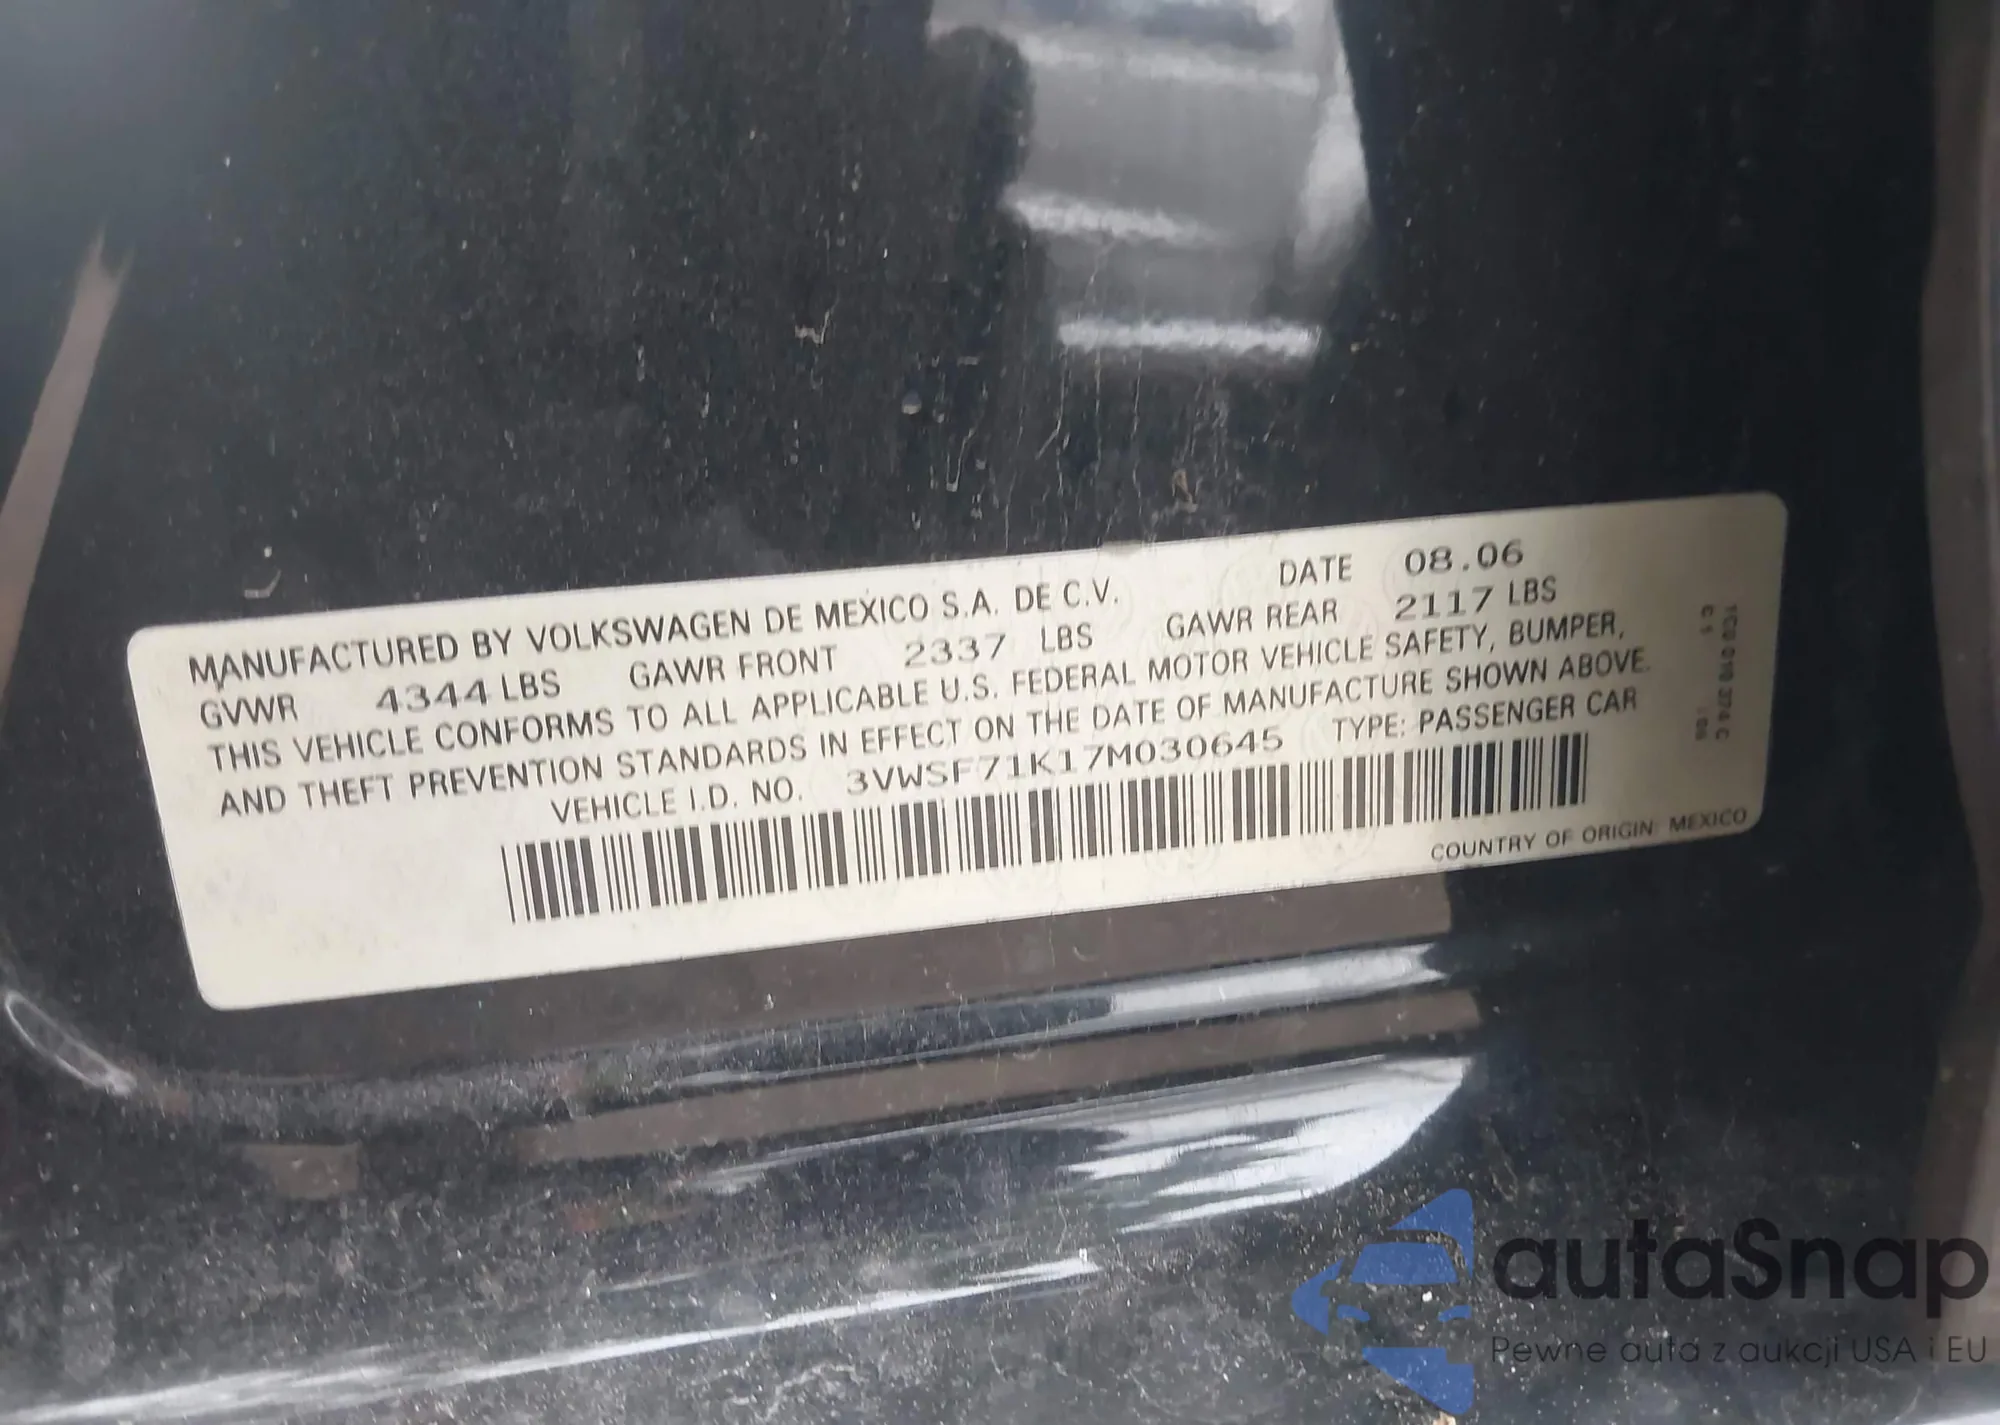 MANUFACTURED BY VOLKSWAGEN DE MEXICO S.A. DE C.V. DATE 08.06
GVWR 4344 LBS GAWR FRONT 2337 LBS GAWR REAR 2117 LBS
THIS VEHICLE CONFORMS TO ALL APPLICABLE U.S. FEDERAL MOTOR VEHICLE SAFETY, BUMPER,
AND THEFT PREVENTION STANDARDS IN EFFECT ON THE DATE OF MANUFACTURE SHOWN ABOVE.
VEHICLE I.D. NO. 3VWSF71K17M030645 TYPE: PASSENGER CAR
COUNTRY OF ORIGIN: MEXICO
autaSnap
Pewne auta z aukcji USA i EU